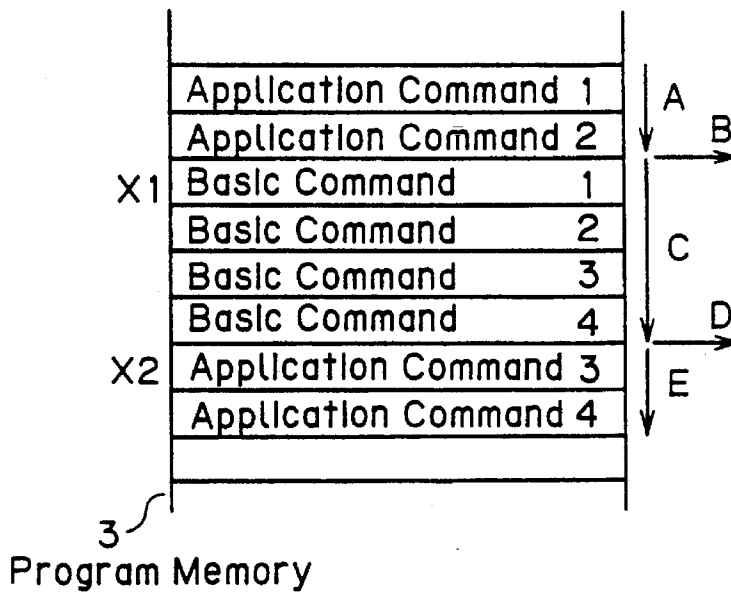 Application Command 1
A
Application Command 2
B
X1 Basic Command 1
Basic Command 2
C
Basic Command 3
Basic Command 4
D
X2 Application Command 3
E
Application Command 4
3
Program Memory